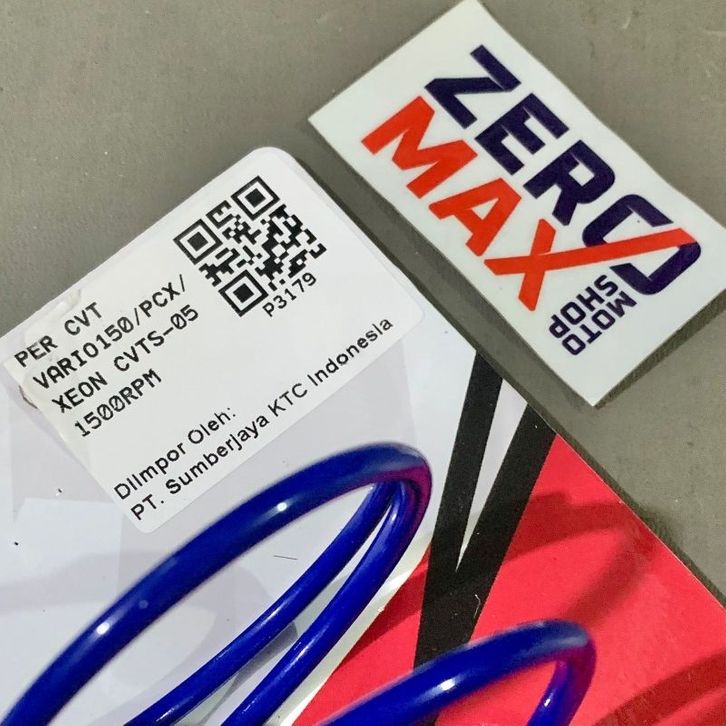 PER CVT
VARIO150/PCX/
XEON CVTS-05
1500RPM
P3179
DIImpor Oleh:
PT. Sumberjaya KTC Indonesia
ZERO
MAX
MOTO
SHOP